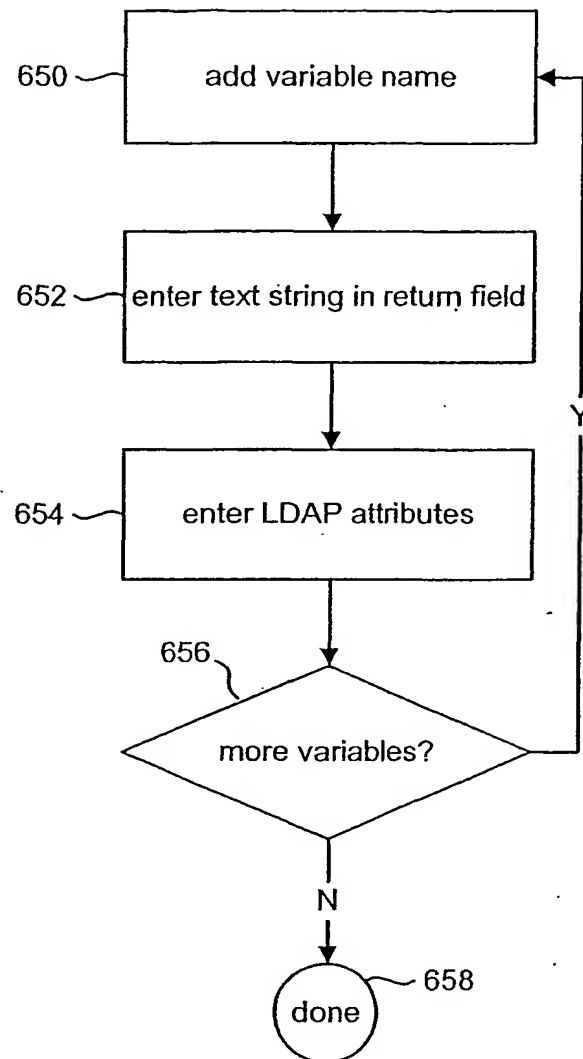 650
add variable name
652
enter text string in return field
654
enter LDAP attributes
Y
656
more variables?
N
658
done